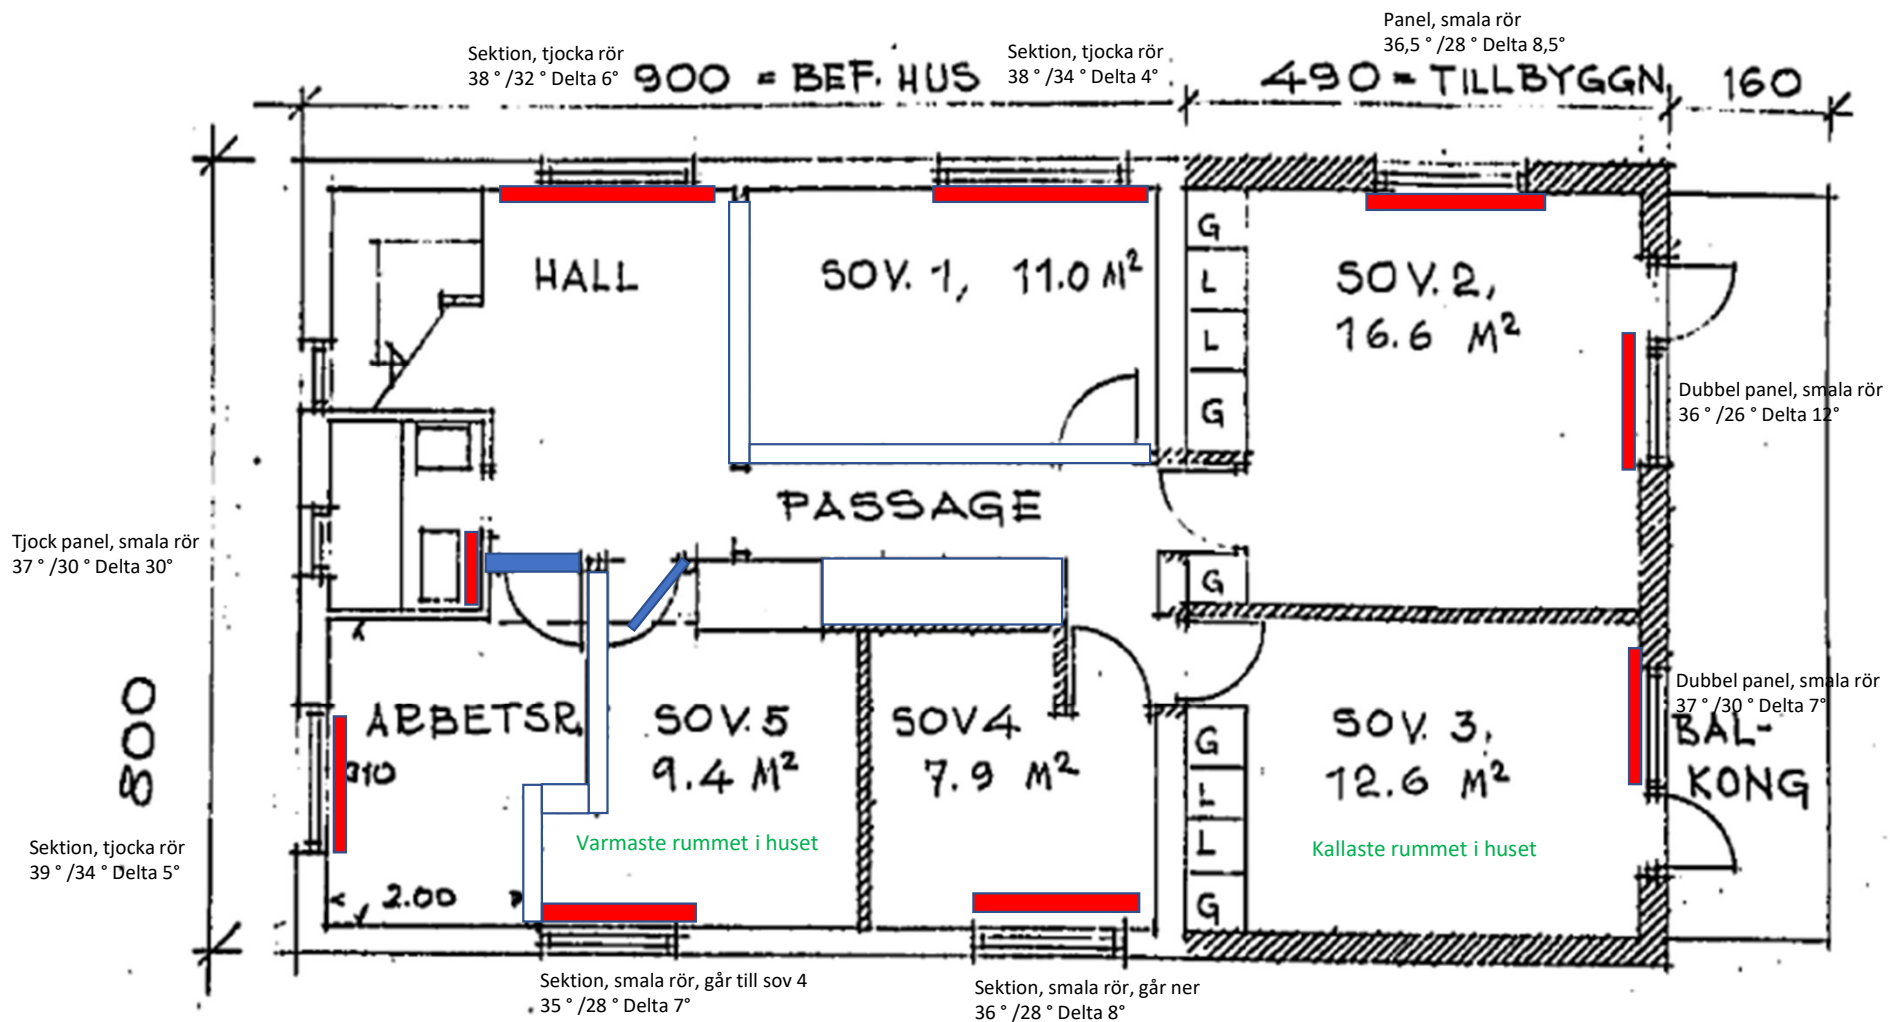 Panel, smala rör
36,5 ° /28 ° Delta 8,5°
Sektion, tjocka rör
38 ° /32 ° Delta 6°
Sektion, tjocka rör
38 ° /34 ° Delta 4°
900 = BEF. HUS
490 = TILLBYGGN.
160
HALL
SOV. 1, 11.0 M²
G
L
L
G
SOV. 2,
16.6 M²
Dubbel panel, smala rör
36 ° /26 ° Delta 12°
PASSAGE
Tjock panel, smala rör
37 ° /30 ° Delta 30°
G
800
ARBETSR.
310
SOV. 5
9.4 M²
SOV 4
7.9 M²
G
L
L
G
SOV. 3,
12.6 M²
Dubbel panel, smala rör
37 ° /30 ° Delta 7°
BAL-
KONG
Varmaste rummet i huset
Kallaste rummet i huset
Sektion, tjocka rör
39 ° /34 ° Delta 5°
2.00
Sektion, smala rör, går till sov 4
35 ° /28 ° Delta 7°
Sektion, smala rör, går ner
36 ° /28 ° Delta 8°